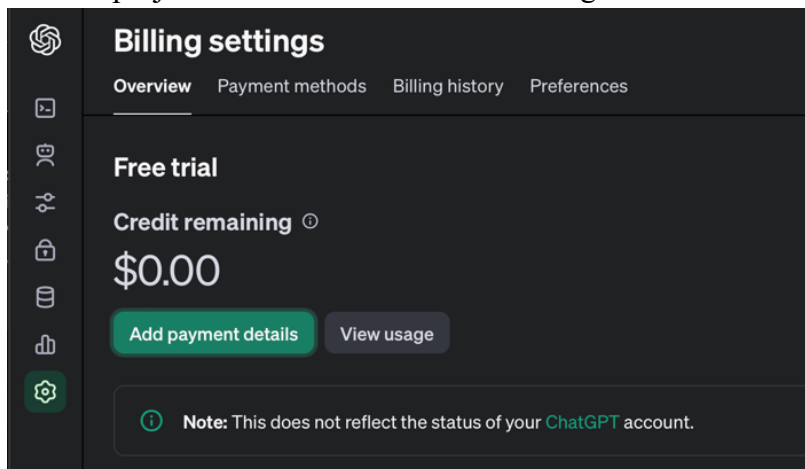 Billing settings
Overview Payment methods Billing history Preferences
Free trial
Credit remaining
$0.00
Add payment details View usage
Note: This does not reflect the status of your ChatGPT account.